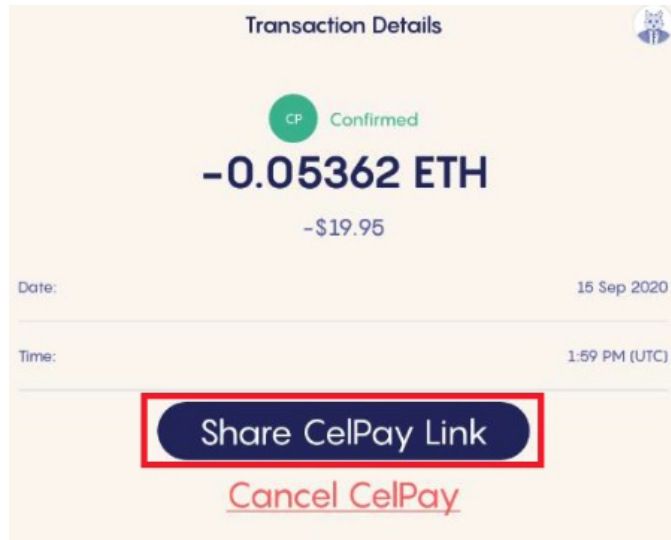 Transaction Details
CP Confirmed
-0.05362 ETH
-$19.95
Date: 15 Sep 2020
Time: 1:59 PM (UTC)
Share CelPay Link
Cancel CelPay